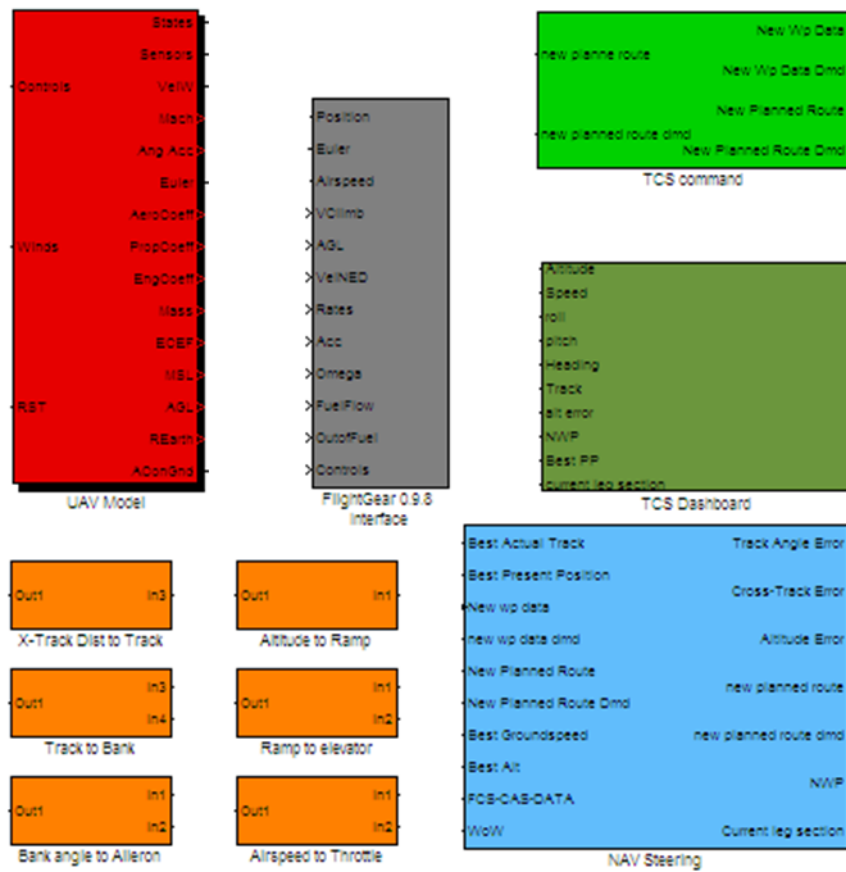 States
Sensors
Controls
VelW
Mach
Ang Acc
Euler
AeroCoeff
Winds
PropCoeff
EngCoeff
Mass
ECEF
MSL
RST
AGL
REarth
AConGnd
UAV Model
Position
Euler
Airspeed
VClimb
AGL
VelNED
Rates
Acc
Omega
FuelFlow
OutofFuel
Controls
FlightGear 0.9.8
Interface
New Wp Data
new planne route
New Wp Data Dmd
New Planned Route
new planned route dmd
New Planned Route Dmd
TCS command
Altitude
Speed
roll
pitch
Heading
Track
alt error
NWP
Best PP
current leg section
TCS Dashboard
Out1 In3
X-Track Dist to Track
Out1 In1
Altitude to Ramp
In3
Out1
In4
Track to Bank
In1
Out1
In2
Ramp to elevator
In1
Out1
In2
Bank angle to Aileron
In1
Out1
In2
Airspeed to Throttle
Best Actual Track Track Angle Error
Best Present Position
Cross-Track Error
New wp data
new wp data dmd Altitude Error
New Planned Route
new planned route
New Planned Route Dmd
Best Groundspeed new planned route dmd
Best Alt
NWP
FCS-CAS-DATA
WoW Current leg section
NAV Steering